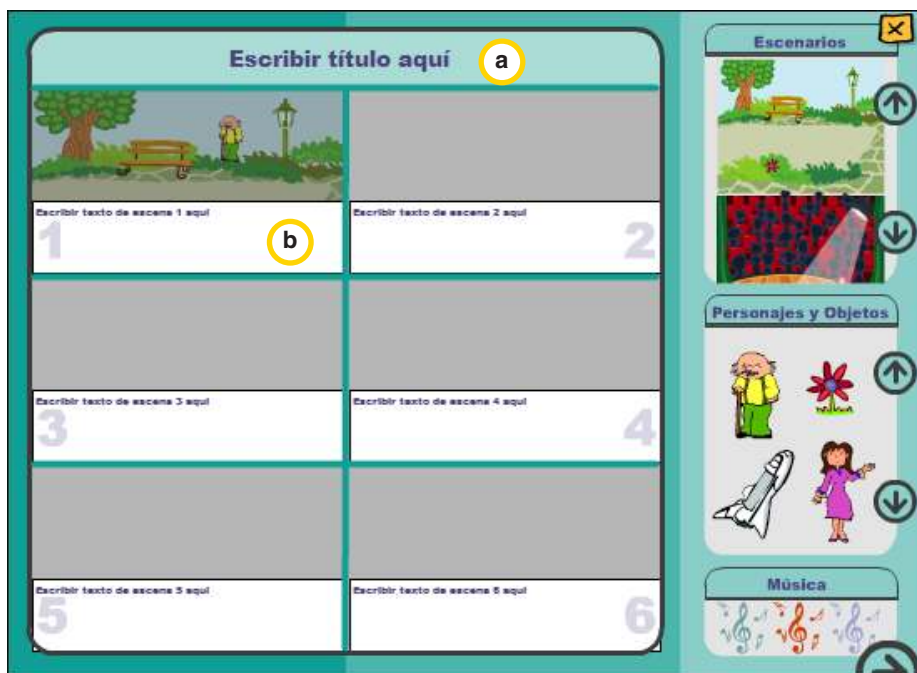 Escribir título aquí
a
Escribir texto de escena 1 aquí
1
b
Escribir texto de escena 2 aquí
2
Escribir texto de escena 3 aquí
3
Escribir texto de escena 4 aquí
4
Escribir texto de escena 5 aquí
5
Escribir texto de escena 6 aquí
6
Escenarios
Personajes y Objetos
Música